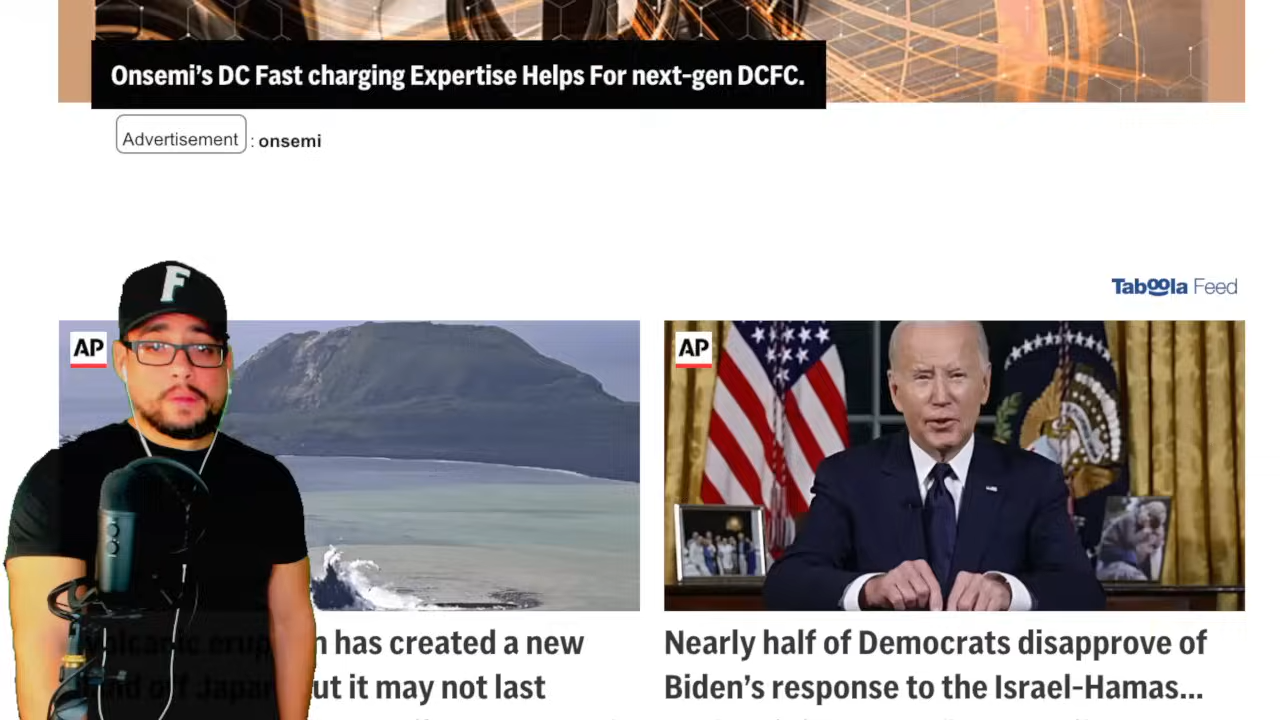 Onsemi's DC Fast charging Expertise Helps For next-gen DCFC.
Advertisement : onsemi
Taboola Feed
F
AP
AP
has created a new
but it may not last
Nearly half of Democrats disapprove of
Biden's response to the Israel-Hamas...